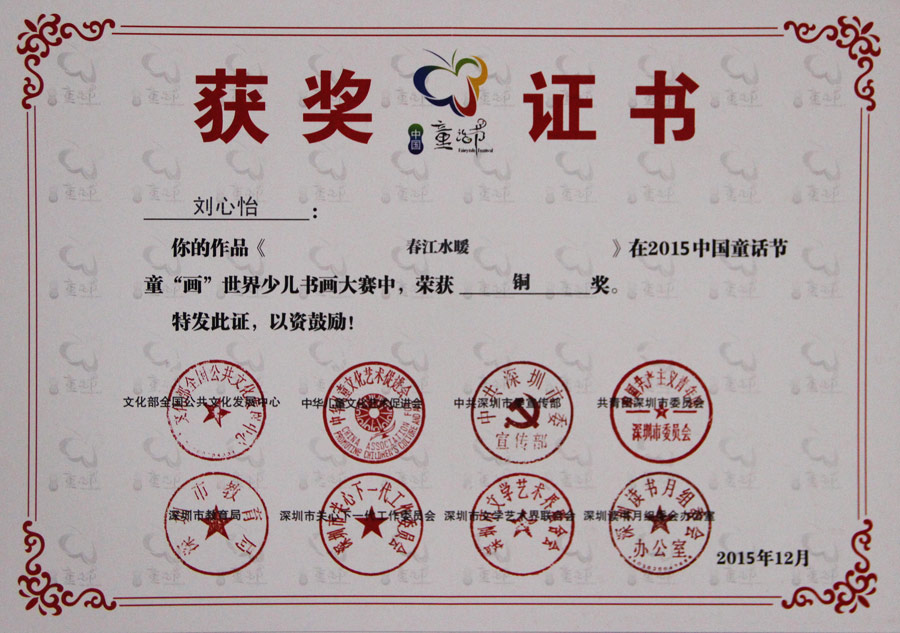 获奖证书
中国
童话节
Fairytale Festival
刘心怡：
你的作品《 春江水暖 》在2015中国童话节
童“画”世界少儿书画大赛中，荣获 铜 奖。
特发此证，以资鼓励！
文化部全国公共文化发展中心 中华儿童文化艺术促进会 中共深圳市委宣传部 共青团深圳市委员会
深圳市教育局 深圳市关心下一代工作委员会 深圳市文学艺术界联合会 深圳读书月组委会办公室
2015年12月